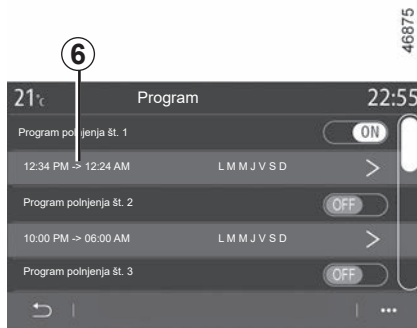 46875
6
21°c Program 22:55
Program polnjenja št. 1 ON
12:34 PM -> 12:24 AM L M M J V S D
Program polnjenja št. 2 OFF
10:00 PM -> 06:00 AM L M M J V S D
Program polnjenja št. 3 OFF